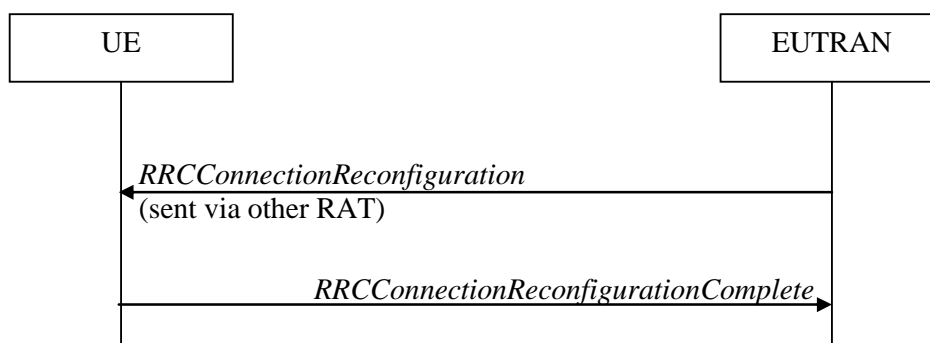 UE
EUTRAN
RRCConnectionReconfiguration
(sent via other RAT)
RRCConnectionReconfigurationComplete